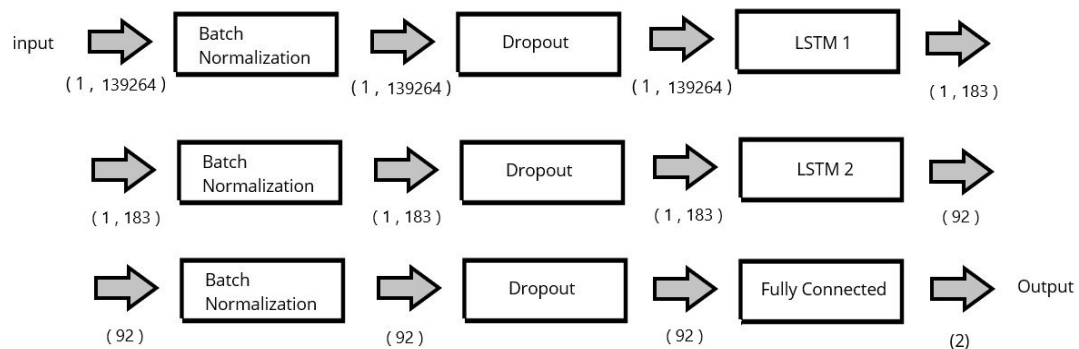 input
Batch
Normalization
Dropout
LSTM 1
( 1 , 139264 )
( 1 , 139264 )
( 1 , 139264 )
( 1 , 183 )
Batch
Normalization
Dropout
LSTM 2
( 1 , 183 )
( 1 , 183 )
( 1 , 183 )
( 92 )
Batch
Normalization
Dropout
Fully Connected
Output
( 92 )
( 92 )
( 92 )
(2)